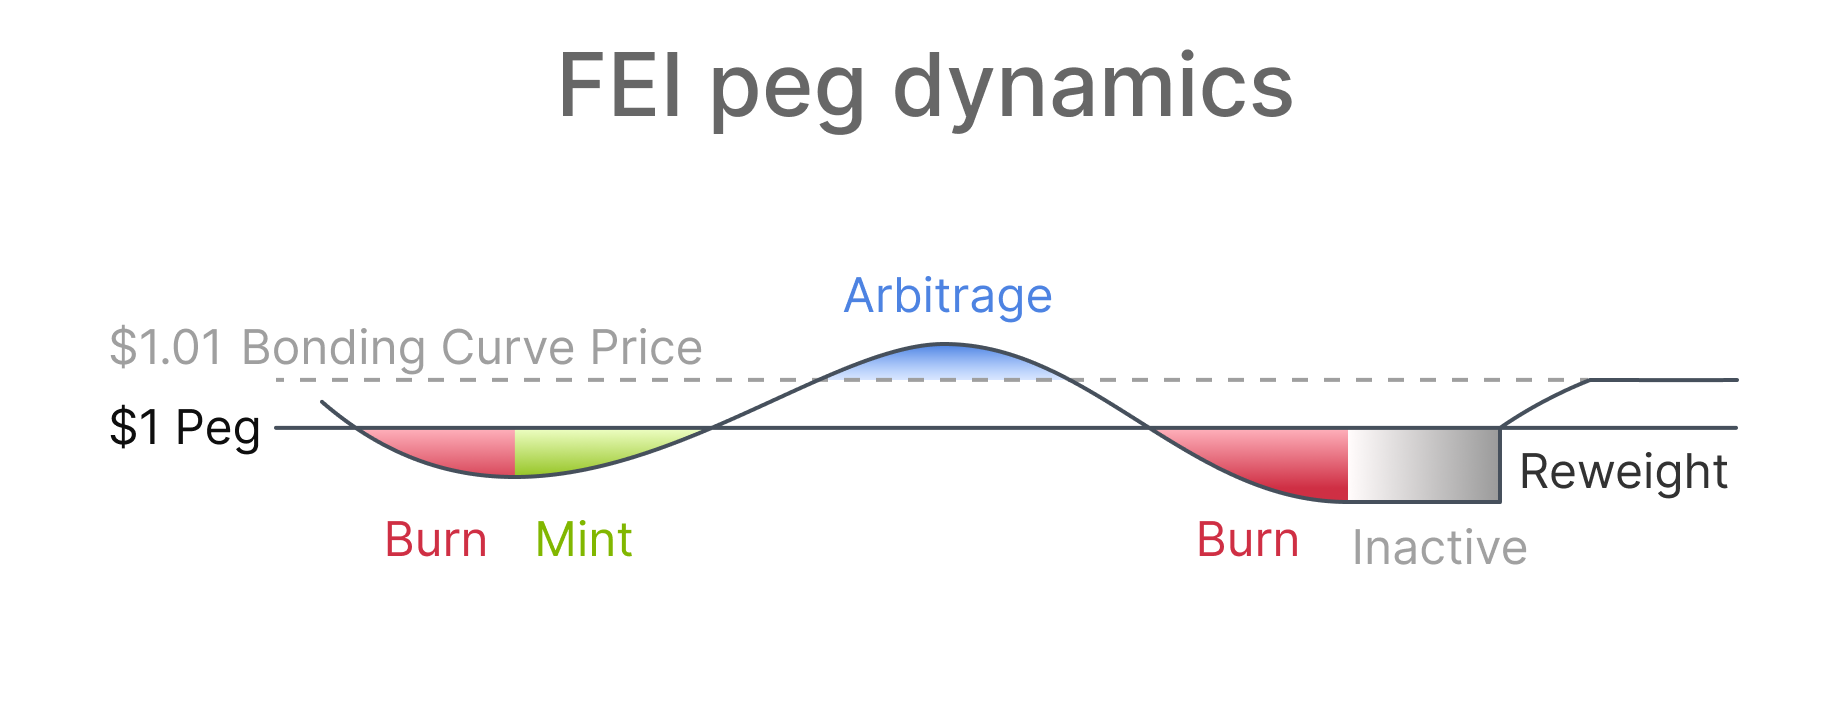 FEI peg dynamics
Arbitrage
$1.01 Bonding Curve Price
$1 Peg
Reweight
Burn
Mint
Burn
Inactive